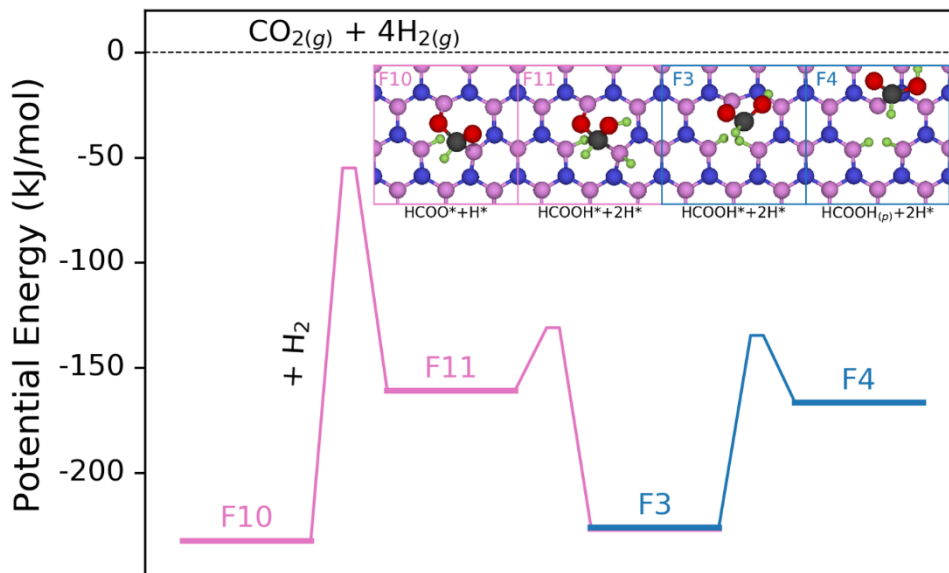 CO2(g) + 4H2(g)
0
-50
-100
-150
-200
Potential Energy (kJ/mol)
F10 F11 F3 F4
HCOO*+H* HCOOH*+2H* HCOOH*+2H* HCOOH(p)+2H*
+ H2
F11
F4
F10
F3